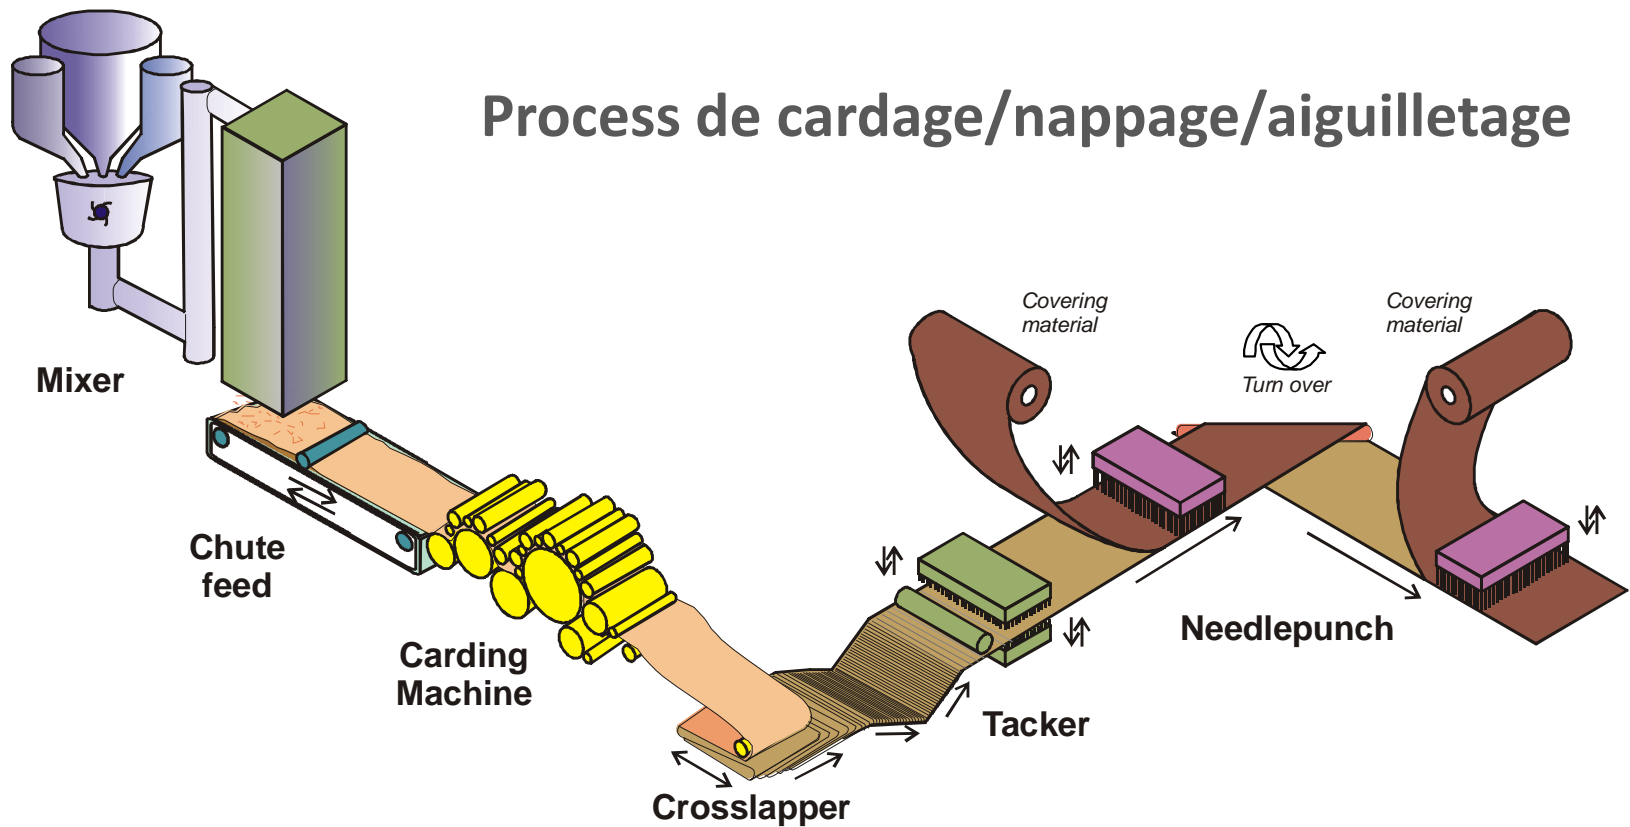 Process de cardage/nappage/aiguilletage
Mixer
Chute
feed
Carding
Machine
Crosslapper
Tacker
Needlepunch
Covering
material
Turn over
Covering
material